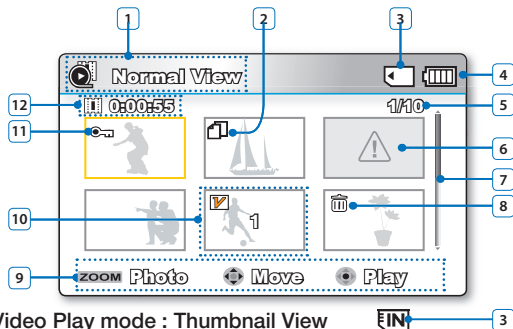 1 2 3
Normal View
4
12 0:00:55 1/10 5
11
6
7
10 1 8
9 ZOOM Photo Move Play
Video Play mode : Thumbnail View IN 3